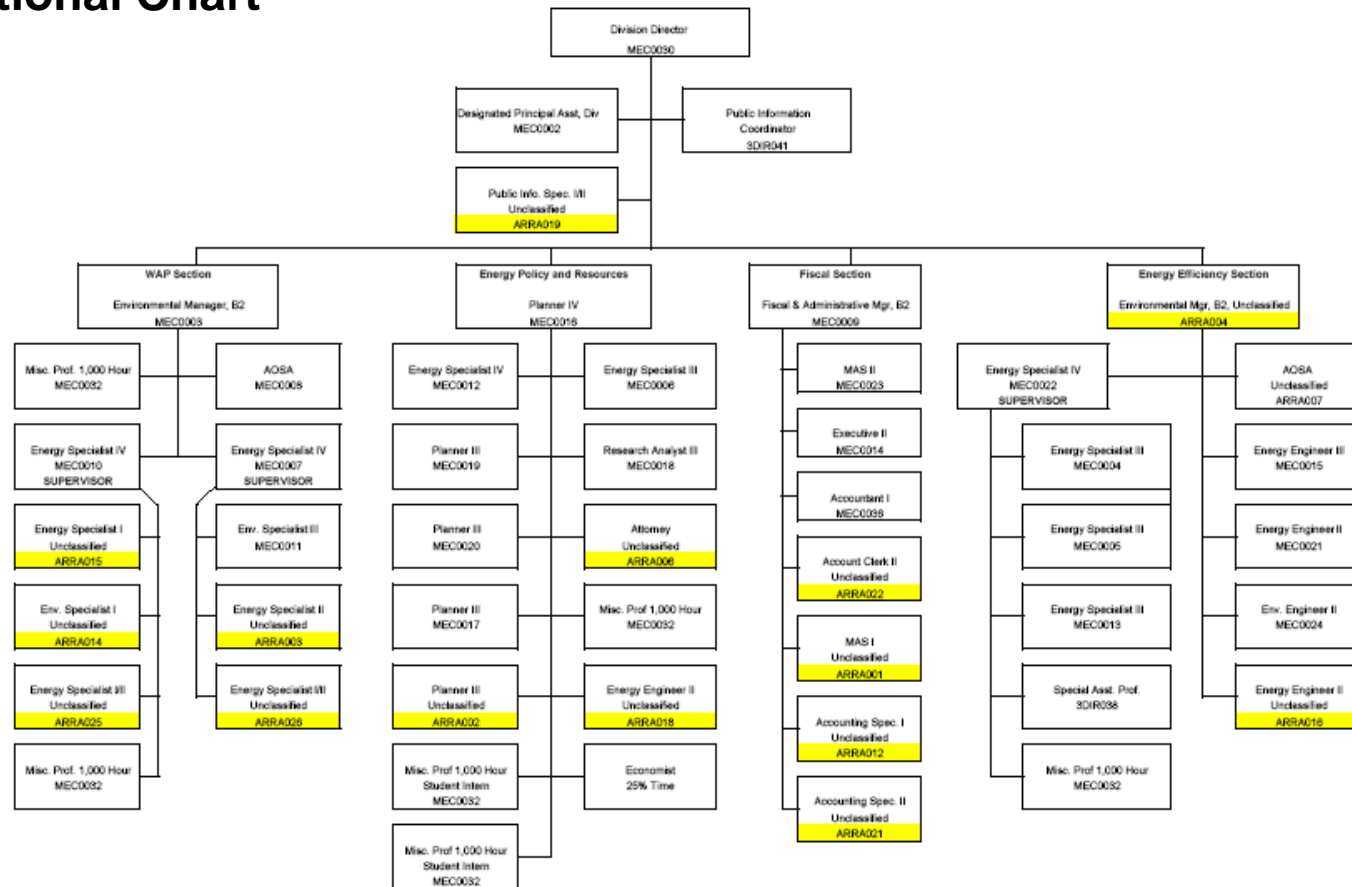 tional Chart
Division Director
MEC0030
Designated Principal Asst, Div
MEC0002
Public Information
Coordinator
3DIR041
Public Info. Spec. I/II
Unclassified
ARRA019
WAP Section
Environmental Manager, B2
MEC0003
Energy Policy and Resources
Planner IV
MEC0016
Fiscal Section
Fiscal & Administrative Mgr, B2
MEC0009
Energy Efficiency Section
Environmental Mgr, B2, Unclassified
ARRA004
Misc. Prof. 1,000 Hour
MEC0032
AOSA
MEC0008
Energy Specialist IV
MEC0010
SUPERVISOR
Energy Specialist IV
MEC0007
SUPERVISOR
Energy Specialist I
Unclassified
ARRA015
Env. Specialist III
MEC0011
Env. Specialist I
Unclassified
ARRA014
Energy Specialist II
Unclassified
ARRA003
Energy Specialist I/II
Unclassified
ARRA025
Energy Specialist I/II
Unclassified
ARRA026
Misc. Prof. 1,000 Hour
MEC0032
Energy Specialist IV
MEC0012
Energy Specialist III
MEC0006
Planner III
MEC0019
Research Analyst III
MEC0018
Planner III
MEC0020
Attorney
Unclassified
ARRA006
Planner III
MEC0017
Misc. Prof 1,000 Hour
MEC0032
Planner III
Unclassified
ARRA002
Energy Engineer II
Unclassified
ARRA018
Misc. Prof 1,000 Hour
Student Intern
MEC0032
Economist
25% Time
Misc. Prof 1,000 Hour
Student Intern
MEC0032
MAS II
MEC0023
Executive II
MEC0014
Accountant I
MEC0036
Account Clerk II
Unclassified
ARRA022
MAS I
Unclassified
ARRA001
Accounting Spec. I
Unclassified
ARRA012
Accounting Spec. II
Unclassified
ARRA021
Energy Specialist IV
MEC0022
SUPERVISOR
AOSA
Unclassified
ARRA007
Energy Specialist III
MEC0004
Energy Engineer III
MEC0015
Energy Specialist III
MEC0005
Energy Engineer II
MEC0021
Energy Specialist III
MEC0013
Env. Engineer II
MEC0024
Special Asst. Prof.
3DIR038
Energy Engineer II
Unclassified
ARRA016
Misc. Prof 1,000 Hour
MEC0032